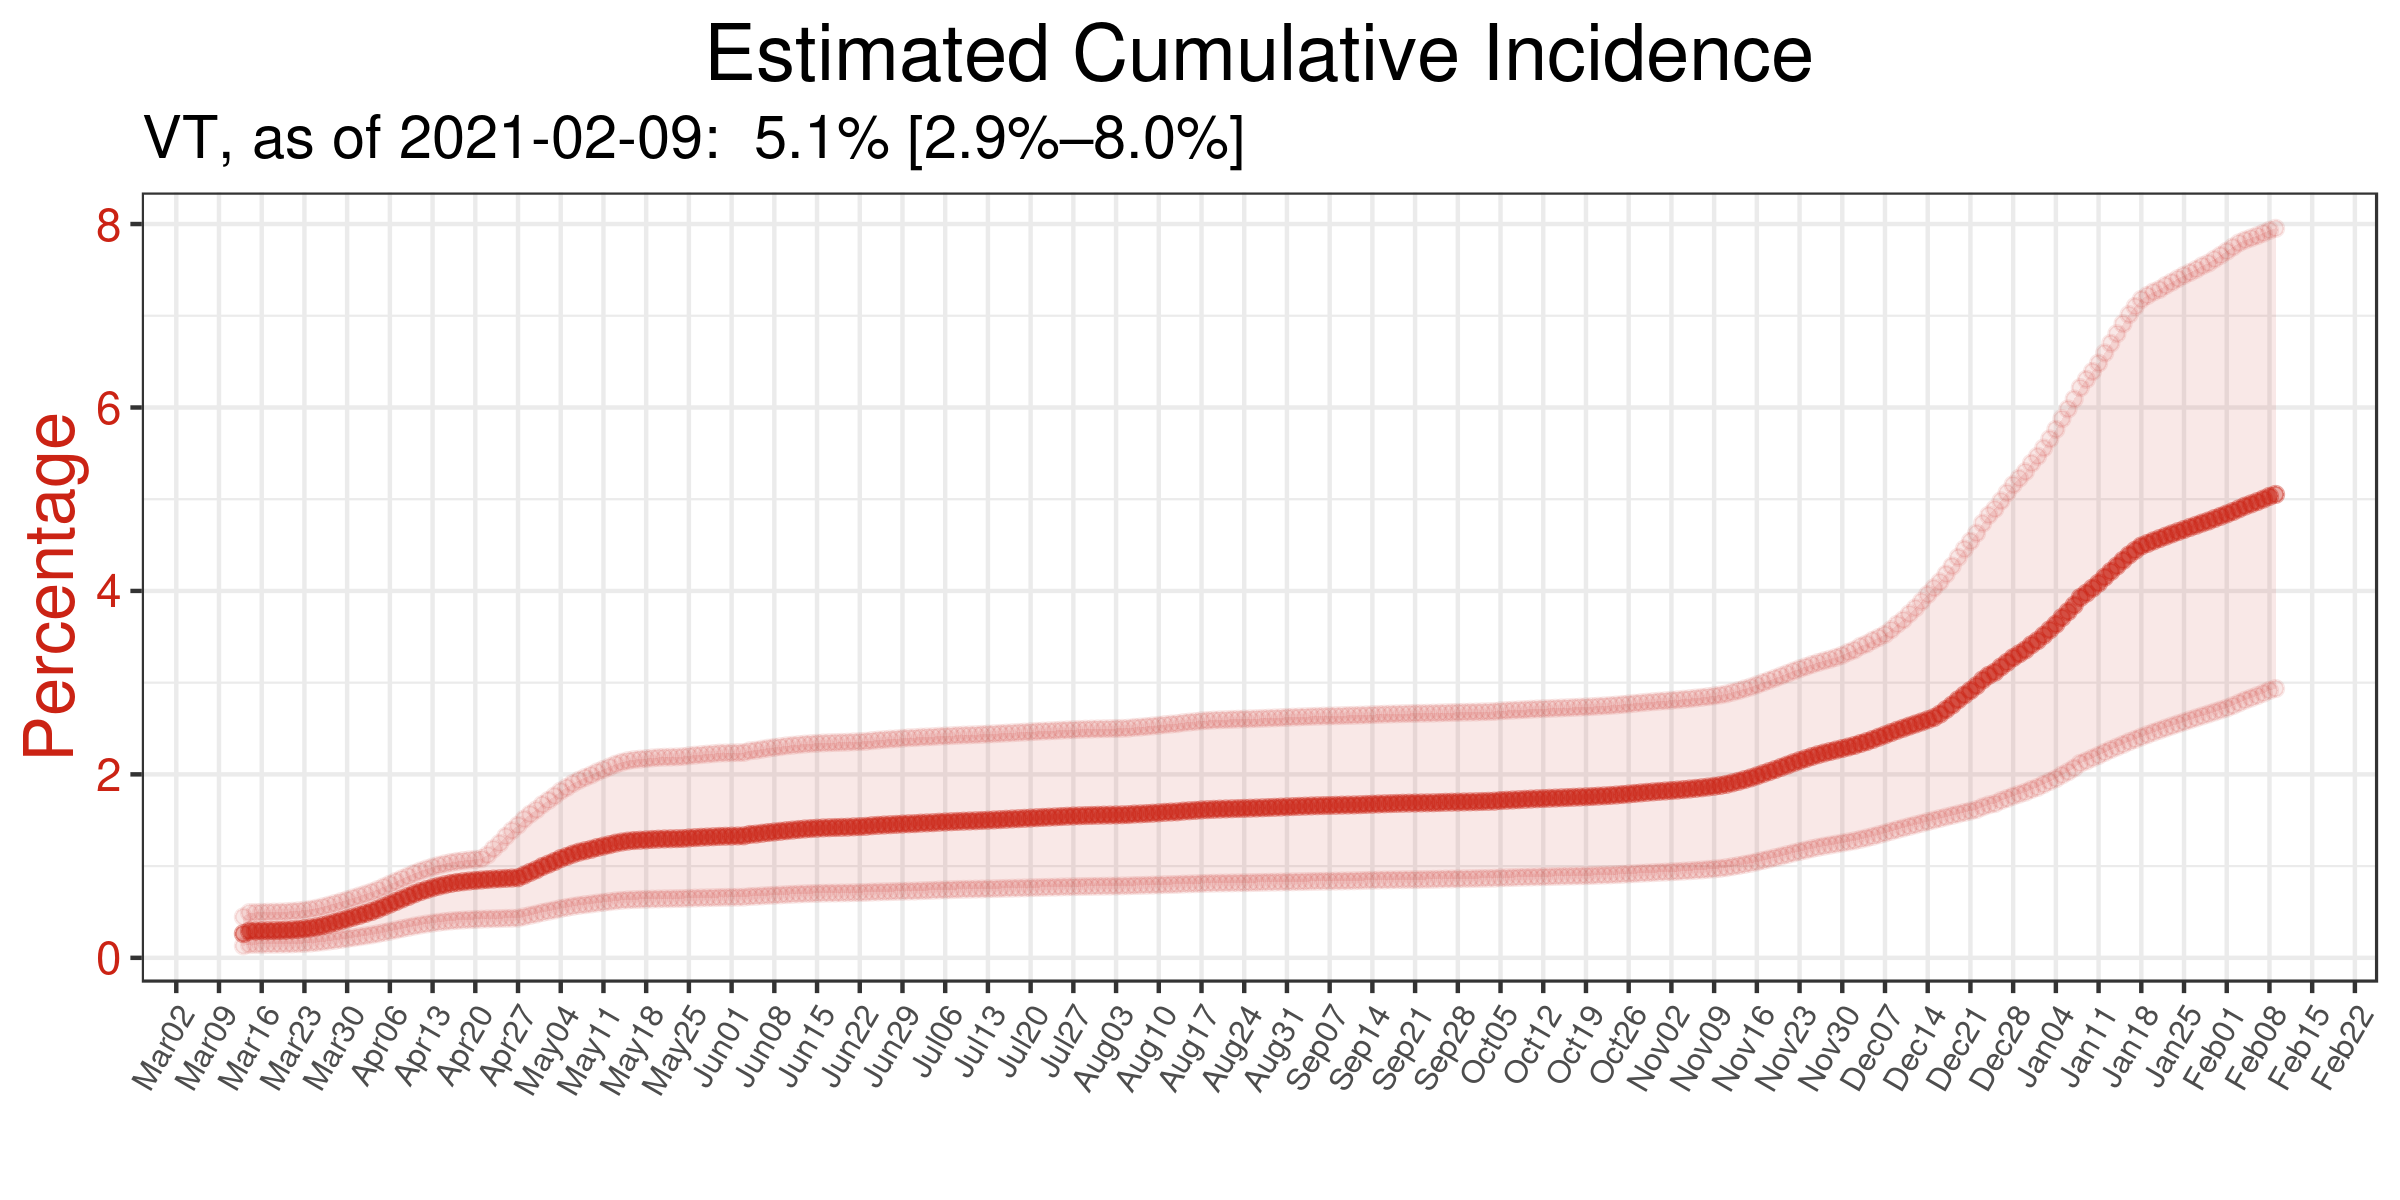 Estimated Cumulative Incidence
VT, as of 2021-02-09:  5.1% [2.9%–8.0%]
Percentage
8
6
4
2
0
Mar02
Mar09
Mar16
Mar23
Mar30
Apr06
Apr13
Apr20
Apr27
May04
May11
May18
May25
Jun01
Jun08
Jun15
Jun22
Jun29
Jul06
Jul13
Jul20
Jul27
Aug03
Aug10
Aug17
Aug24
Aug31
Sep07
Sep14
Sep21
Sep28
Oct05
Oct12
Oct19
Oct26
Nov02
Nov09
Nov16
Nov23
Nov30
Dec07
Dec14
Dec21
Dec28
Jan04
Jan11
Jan18
Jan25
Feb01
Feb08
Feb15
Feb22